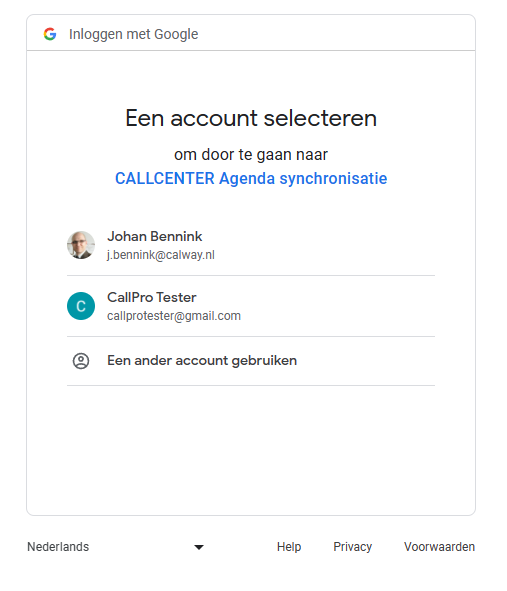 Inloggen met Google
Een account selecteren
om door te gaan naar
CALLCENTER Agenda synchronisatie
Johan Bennink
j.bennink@calway.nl
C
CallPro Tester
callprotester@gmail.com
Een ander account gebruiken
Nederlands
Help
Privacy
Voorwaarden